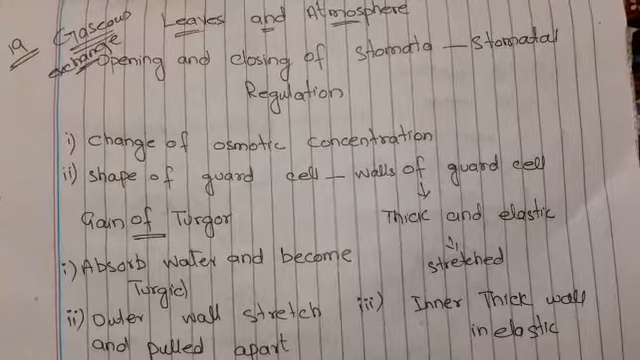 19 Gaseous Leaves and Atmosphere
exchange
opening and closing of stomata – stomatal
Regulation
i) change of osmotic concentration
ii) shape of guard cell – walls of guard cell
↓
Gain of Turgor Thick and elastic
↓
i) Absorb water and become stretched
Turgid
ii) Outer wall stretch iii) Inner Thick wall
and pulled apart in elastic